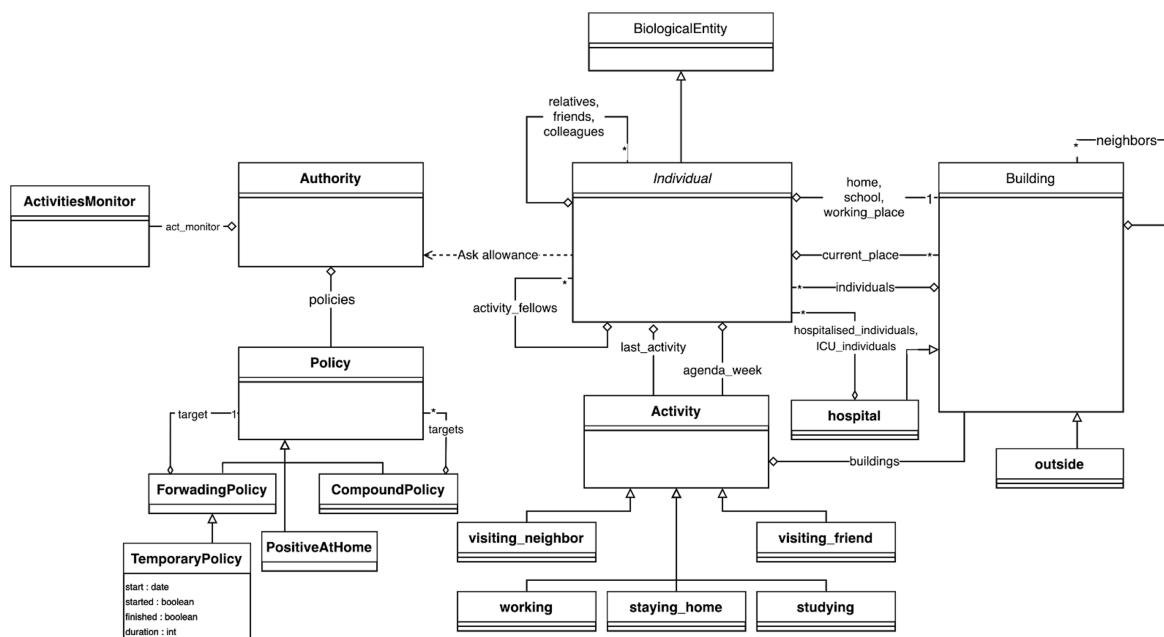 BiologicalEntity
relatives,
friends,
colleagues
*
neighbors
*
Authority
Individual
Building
ActivitiesMonitor
home,
school,
working_place
1
act_monitor
Ask allowance
current_place
*
*
activity_fellows
*
individuals
policies
*
hospitalised_individuals,
ICU_individuals
last_activity
agenda_week
Policy
Activity
hospital
target
1
*
targets
buildings
outside
ForwadingPolicy
CompoundPolicy
visiting_neighbor
visiting_friend
PositiveAtHome
TemporaryPolicy
start : date
started : boolean
finished : boolean
duration : int
working
staying_home
studying